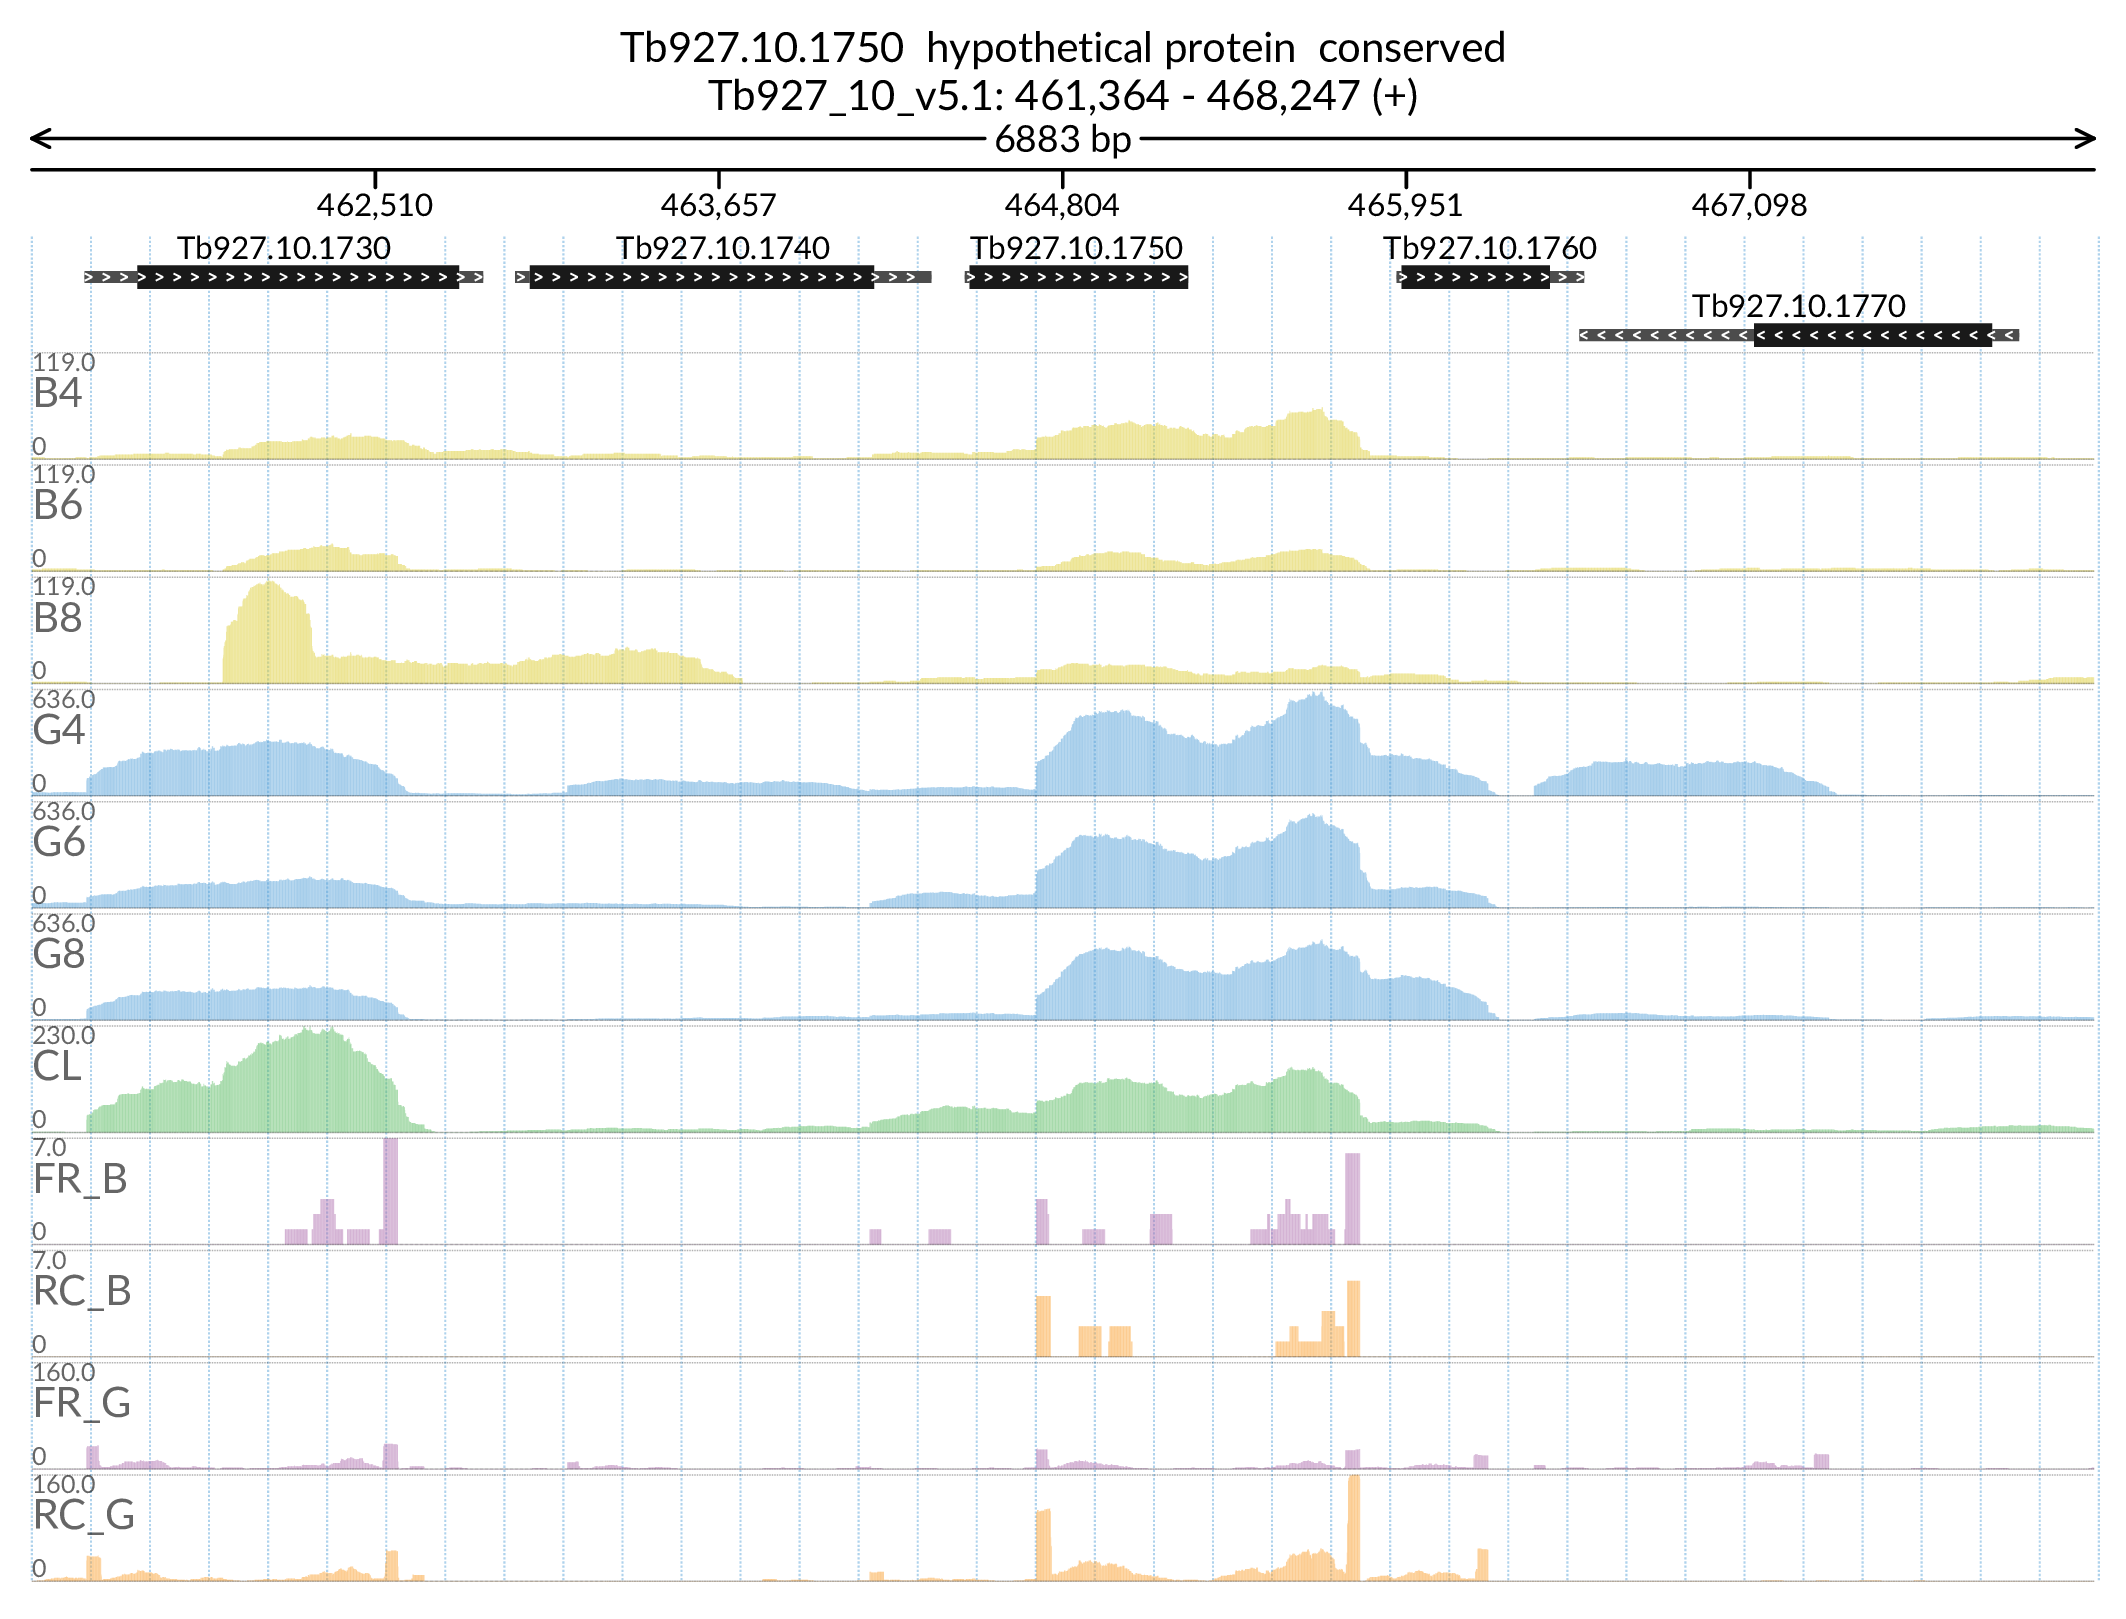 Tb927.10.1750  hypothetical protein  conserved
Tb927_10_v5.1: 461,364 - 468,247 (+)
6883 bp
462,510 463,657 464,804 465,951 467,098
Tb927.10.1730 Tb927.10.1740 Tb927.10.1750 Tb927.10.1760
Tb927.10.1770
119.0
B4
0
119.0
B6
0
119.0
B8
0
636.0
G4
0
636.0
G6
0
636.0
G8
0
230.0
CL
0
7.0
FR_B
0
7.0
RC_B
0
160.0
FR_G
0
160.0
RC_G
0